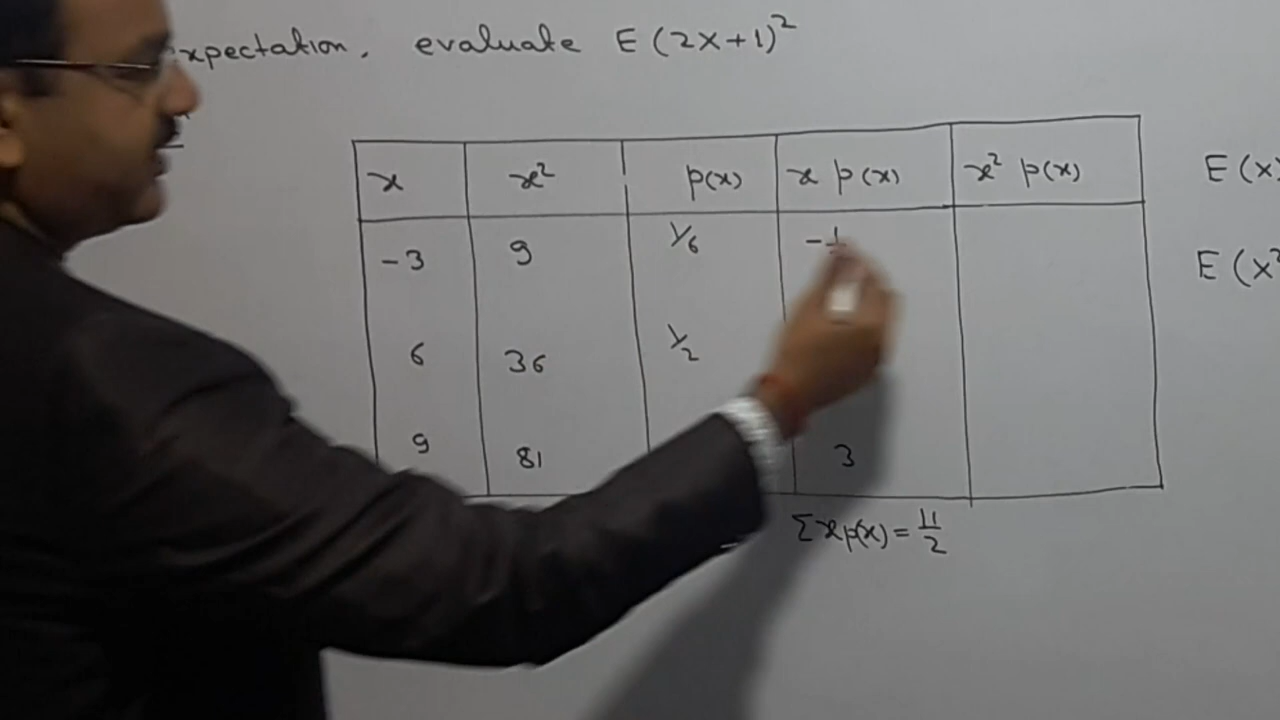 xpectation. evaluate E(2X+1)²
x x² p(x) x p(x) x² p(x) E(x)
-3 9 1/6 E(x²
6 36 1/2
9 81 3
Σxp(x) = 11/2